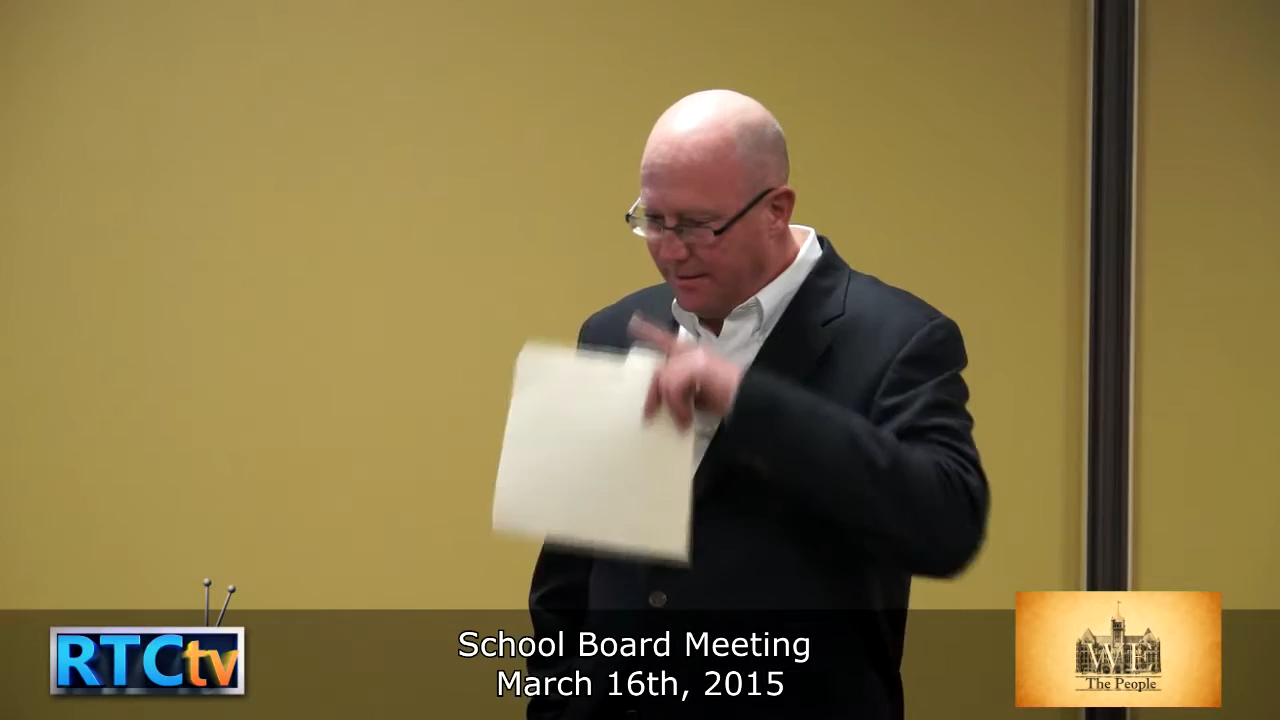 RTCtv
School Board Meeting
March 16th, 2015
WE
The People